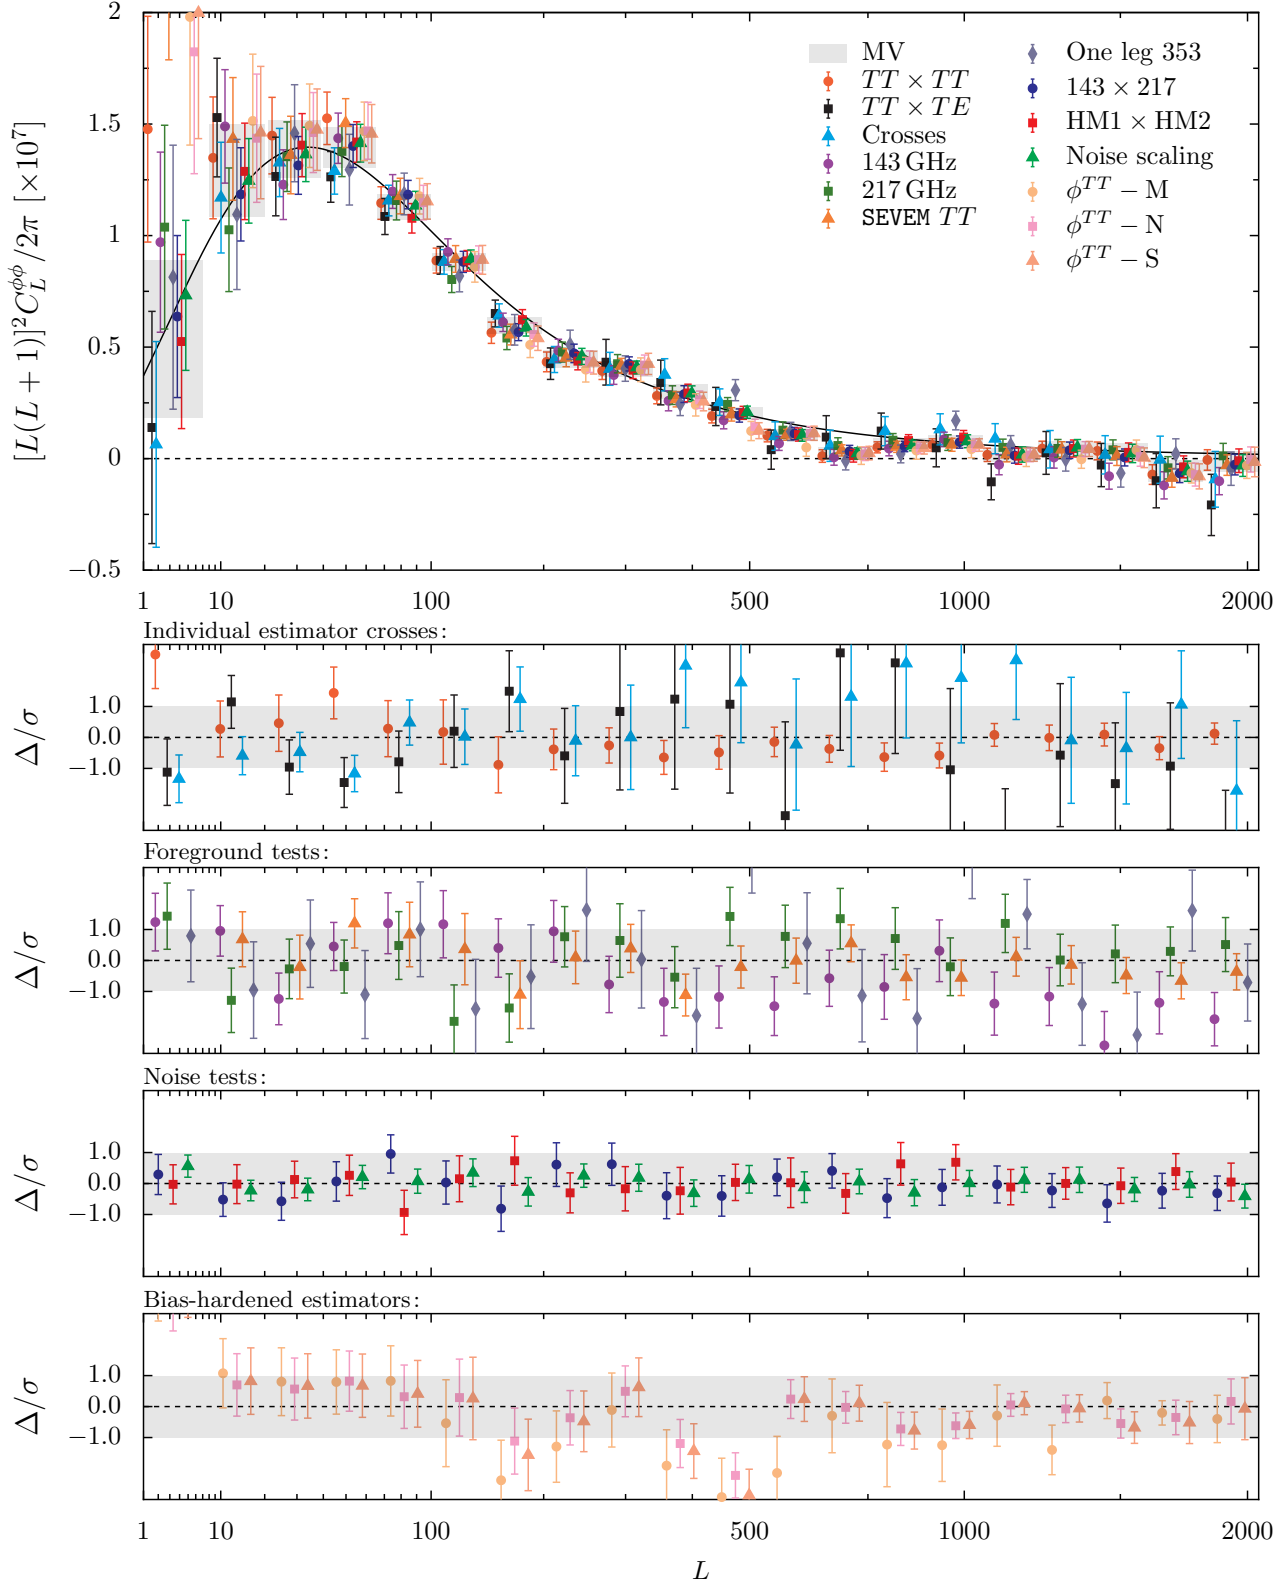 2
1.5
1
0.5
0
−0.5
[L(L + 1)]²C_L^{ϕϕ}/2π [×10⁷]
MV
TT × TT
TT × TE
Crosses
143 GHz
217 GHz
SEVEM TT
One leg 353
143 × 217
HM1 × HM2
Noise scaling
ϕ^{TT} − M
ϕ^{TT} − N
ϕ^{TT} − S
1 10 100 500 1000 2000
Individual estimator crosses:
1.0
0.0
−1.0
Δ/σ
Foreground tests:
1.0
0.0
−1.0
Δ/σ
Noise tests:
1.0
0.0
−1.0
Δ/σ
Bias-hardened estimators:
1.0
0.0
−1.0
Δ/σ
1 10 100 500 1000 2000
L